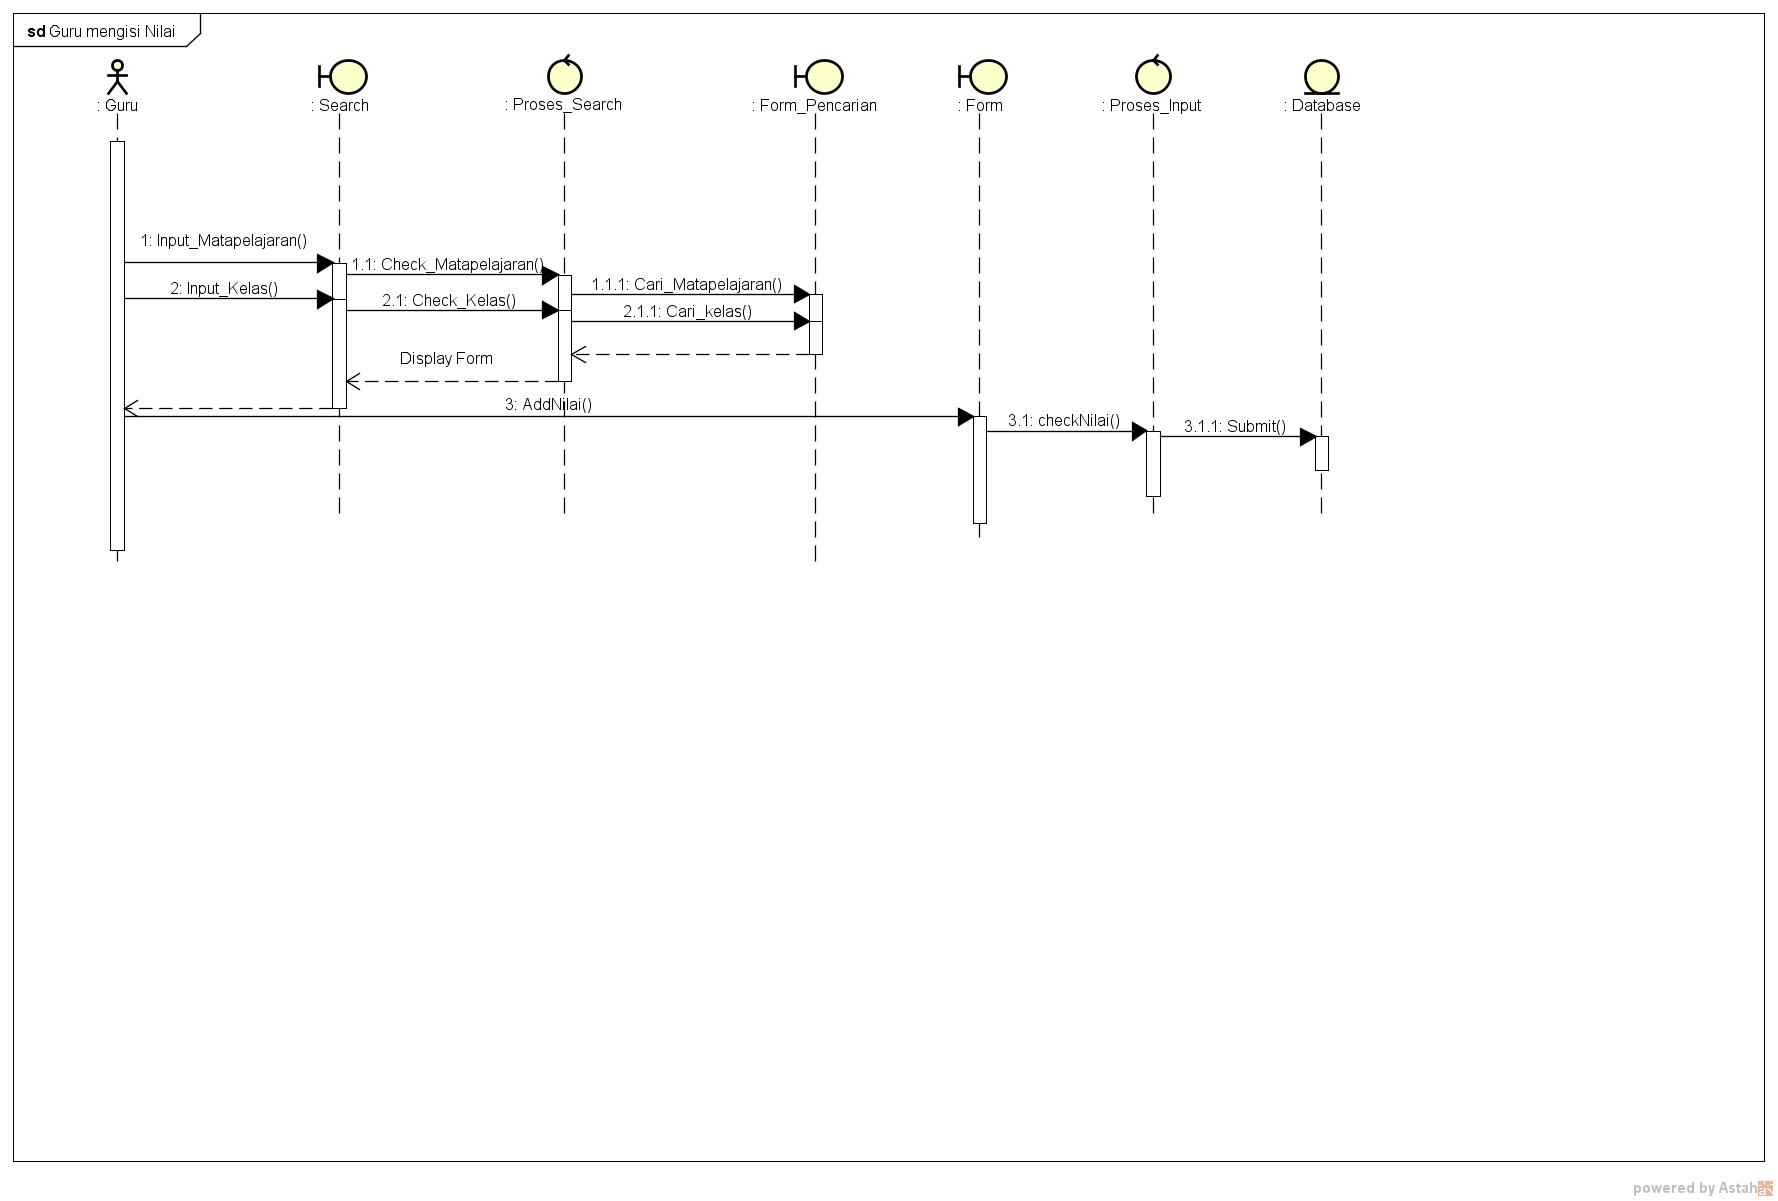 sd Guru mengisi Nilai
: Guru
: Search
: Proses_Search
: Form_Pencarian
: Form
: Proses_Input
: Database
1: Input_Matapelajaran()
1.1: Check_Matapelajaran()
1.1.1: Cari_Matapelajaran()
2: Input_Kelas()
2.1: Check_Kelas()
2.1.1: Cari_kelas()
Display Form
3: AddNilai()
3.1: checkNilai()
3.1.1: Submit()
powered by Astah